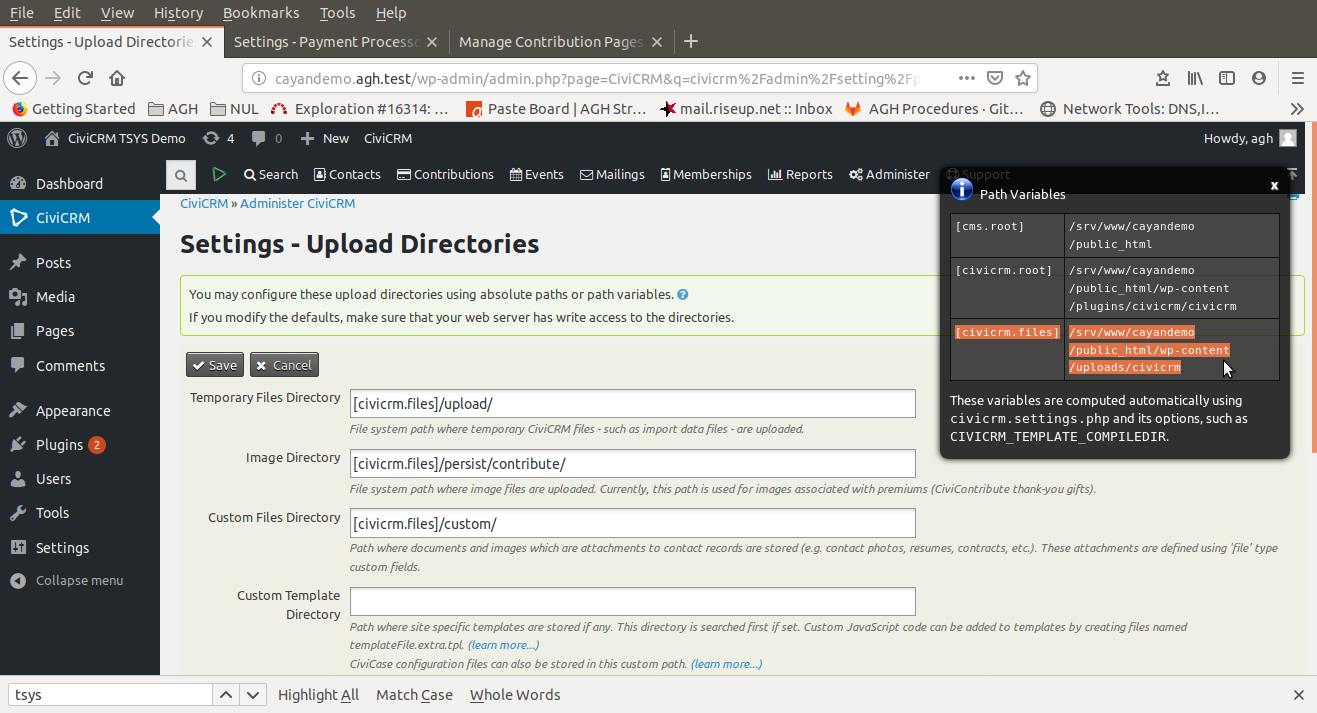 File Edit View History Bookmarks Tools Help
Settings - Upload Directorie
Settings - Payment Processo
Manage Contribution Pages
cayandemo.agh.test/wp-admin/admin.php?page=CiviCRM&q=civicrm%2Fadmin%2Fsetting%2Fp
Getting Started AGH NUL Exploration #16314: ... Paste Board | AGH Str... mail.riseup.net :: Inbox AGH Procedures · Git... Network Tools: DNS,I...
CiviCRM TSYS Demo 4 0 New CiviCRM Howdy, agh
Search Contacts Contributions Events Mailings Memberships Reports Administer Support
Dashboard
CiviCRM
Posts
Media
Pages
Comments
Appearance
Plugins 2
Users
Tools
Settings
Collapse menu
CiviCRM » Administer CiviCRM
Settings - Upload Directories
You may configure these upload directories using absolute paths or path variables.
If you modify the defaults, make sure that your web server has write access to the directories.
Save Cancel
Temporary Files Directory [civicrm.files]/upload/
File system path where temporary CiviCRM files - such as import data files - are uploaded.
Image Directory [civicrm.files]/persist/contribute/
File system path where image files are uploaded. Currently, this path is used for images associated with premiums (CiviContribute thank-you gifts).
Custom Files Directory [civicrm.files]/custom/
Path where documents and images which are attachments to contact records are stored (e.g. contact photos, resumes, contracts, etc.). These attachments are defined using 'file' type
custom fields.
Custom Template
Directory
Path where site specific templates are stored if any. This directory is searched first if set. Custom JavaScript code can be added to templates by creating files named
templateFile.extra.tpl. (learn more...)
CiviCase configuration files can also be stored in this custom path. (learn more...)
Path Variables
x
[cms.root] /srv/www/cayandemo
/public_html
[civicrm.root] /srv/www/cayandemo
/public_html/wp-content
/plugins/civicrm/civicrm
[civicrm.files] /srv/www/cayandemo
/public_html/wp-content
/uploads/civicrm
These variables are computed automatically using
civicrm.settings.php and its options, such as
CIVICRM_TEMPLATE_COMPILEDIR.
tsys Highlight All Match Case Whole Words